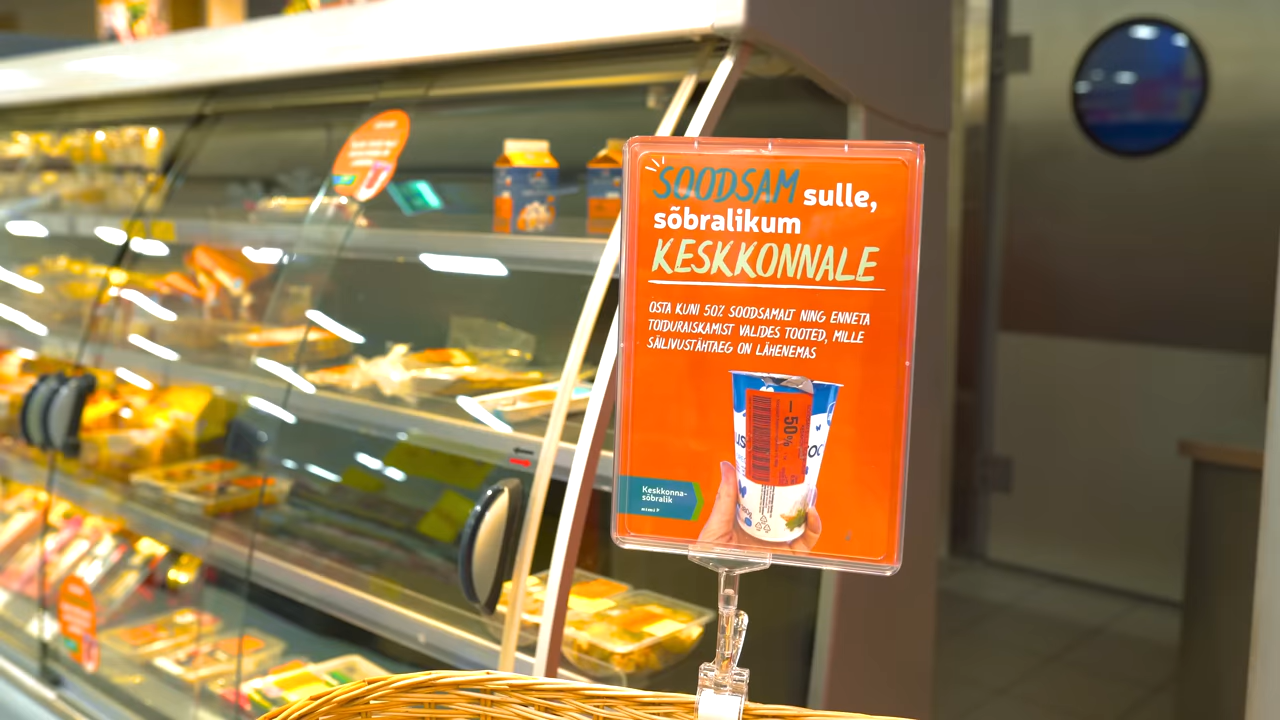 SOODSAM sulle,
sõbralikum
KESKKONNALE
OSTA KUNI 50% SOODSAMALT NING ENNETA
TOIDURAISKAMIST VALIDES TOOTED, MILLE
SÄILIVUSTÄHTAEG ON LÄHENEMAS
-50%
Keskkonna-
sõbralik